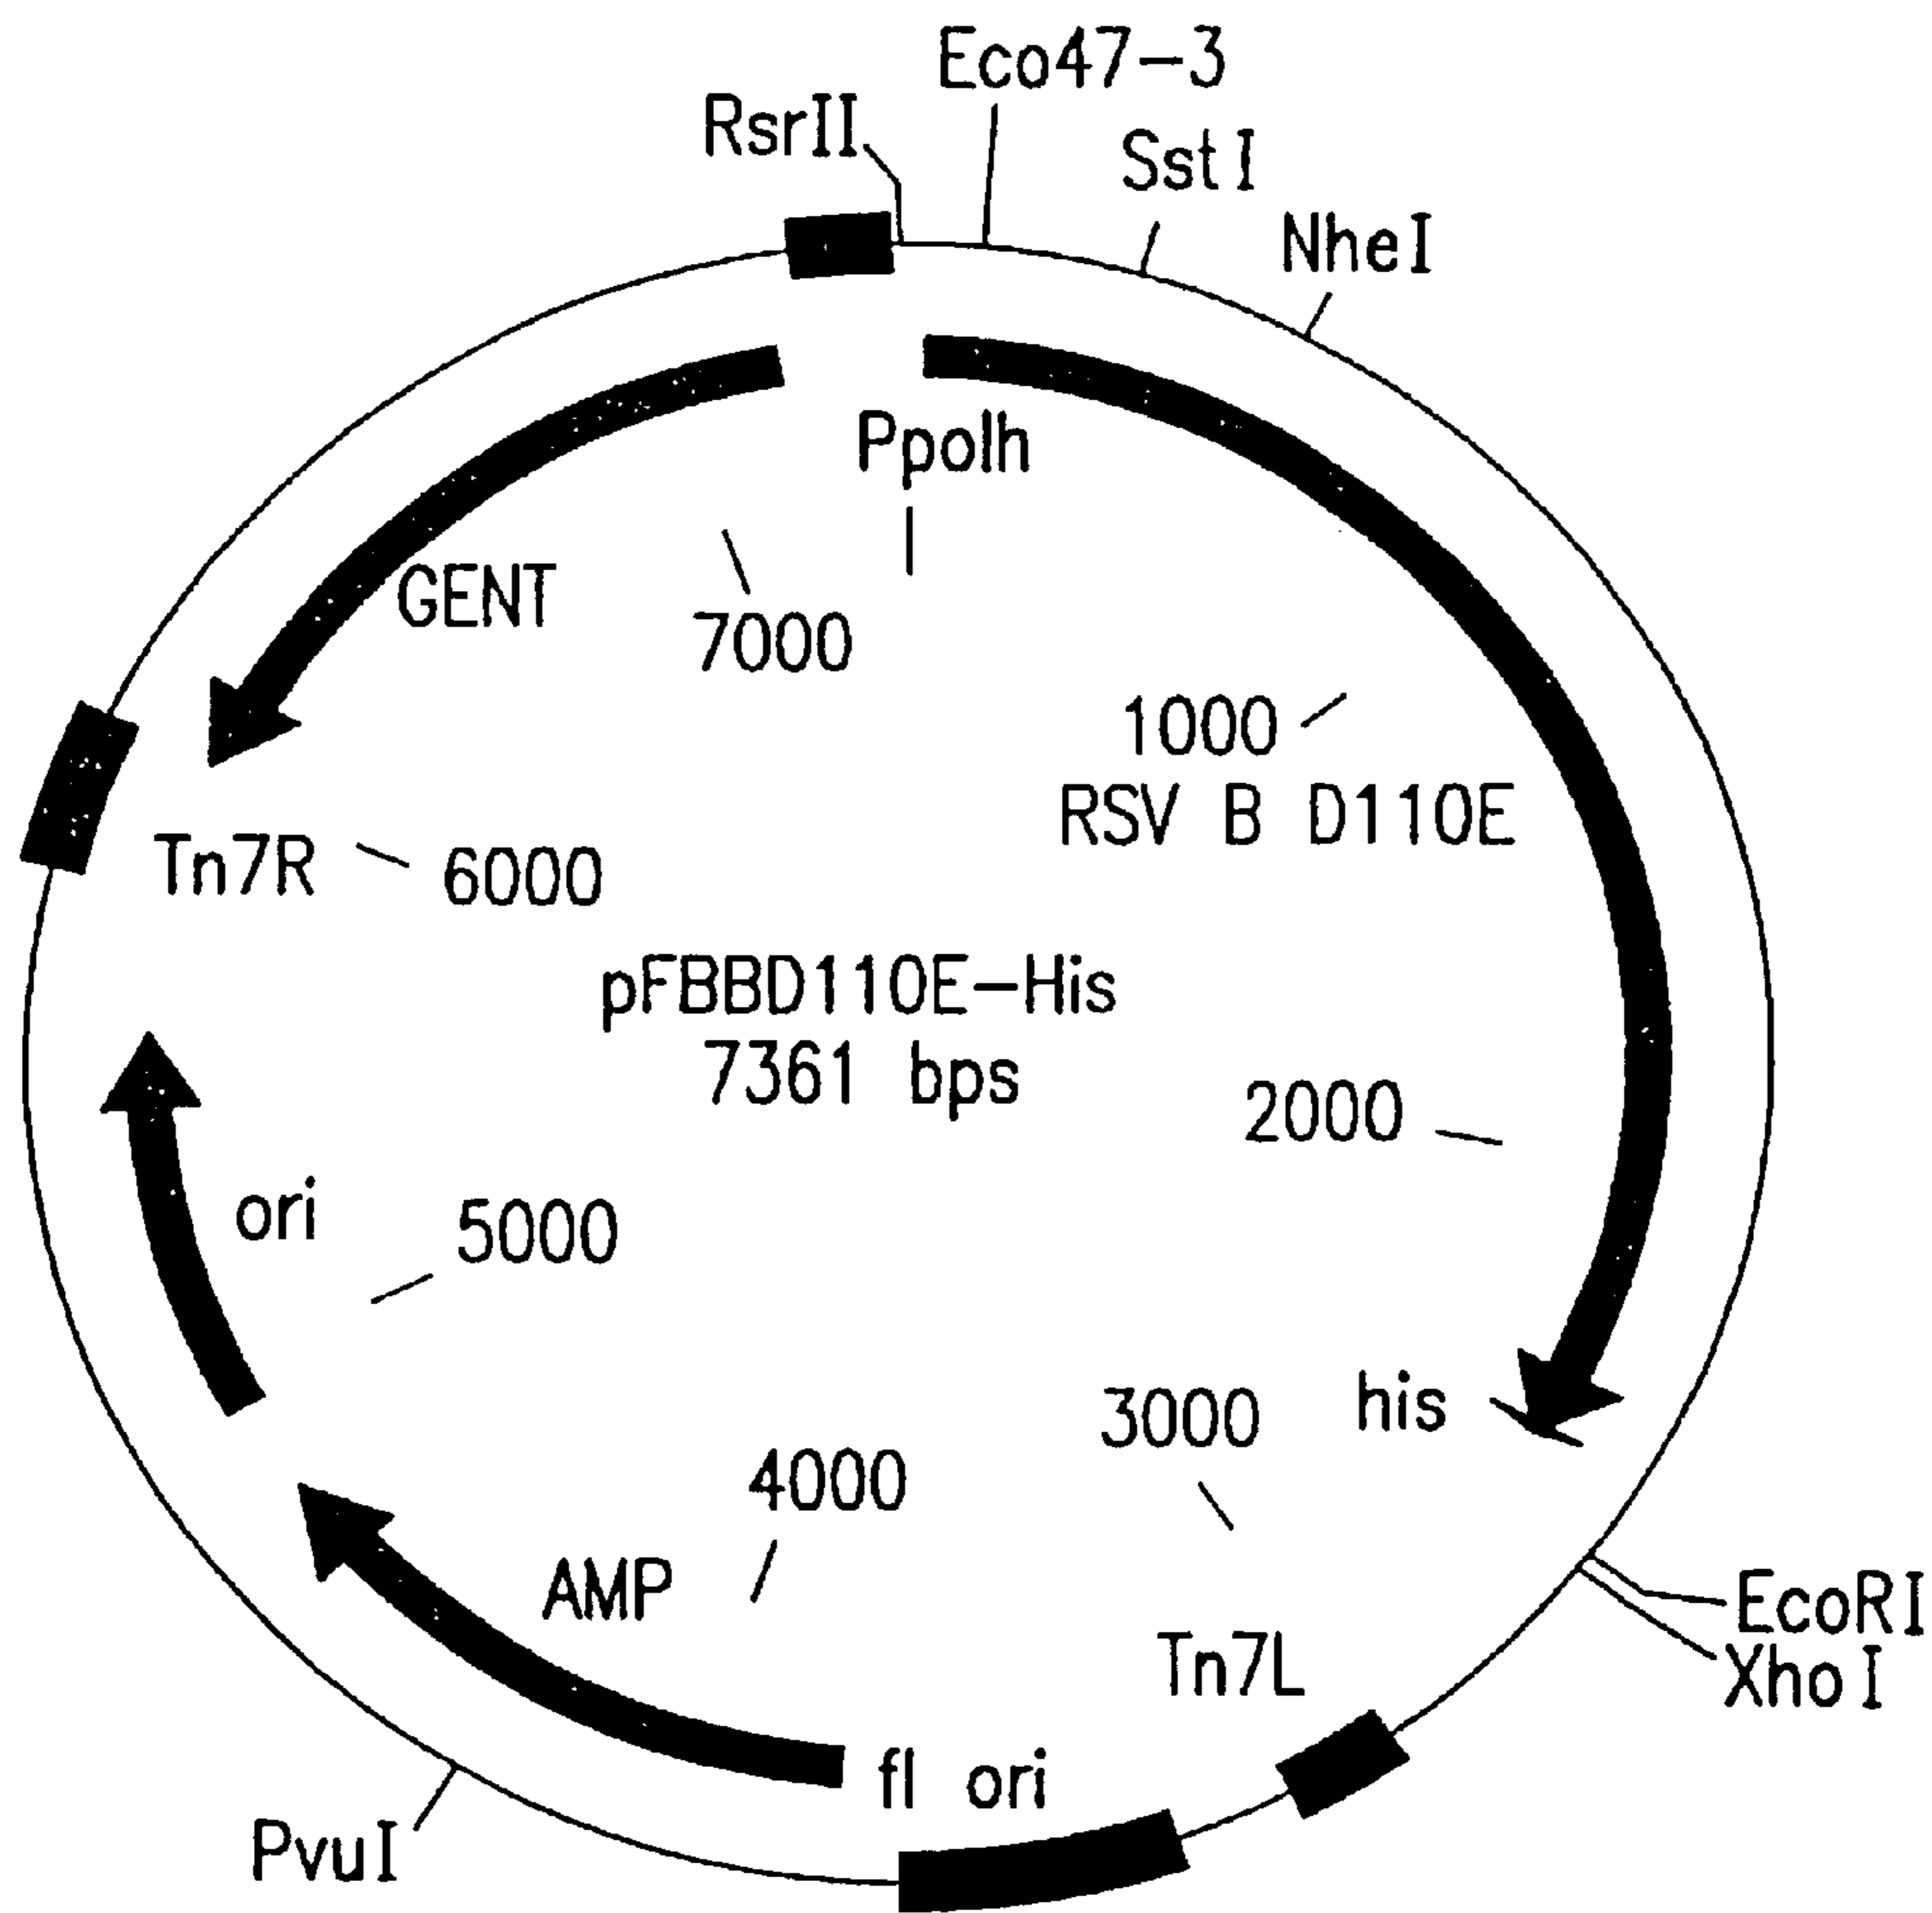 Eco47-3
RsrII
SstI
NheI
Ppolh
GENT
7000
1000
RSV B D110E
Tn7R
6000
pFBBD110E-His
7361 bps
2000
ori
5000
3000
his
4000
AMP
EcoRI
Tn7L
XhoI
fl ori
PvuI